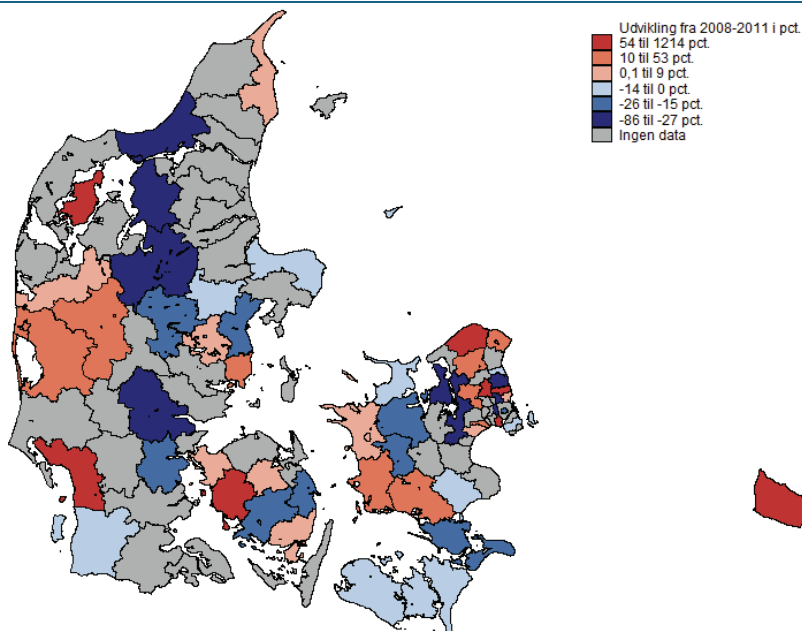 Udvikling fra 2008-2011 i pct.
54 til 1214 pct.
10 til 53 pct.
0,1 til 9 pct.
-14 til 0 pct.
-26 til -15 pct.
-86 til -27 pct.
Ingen data